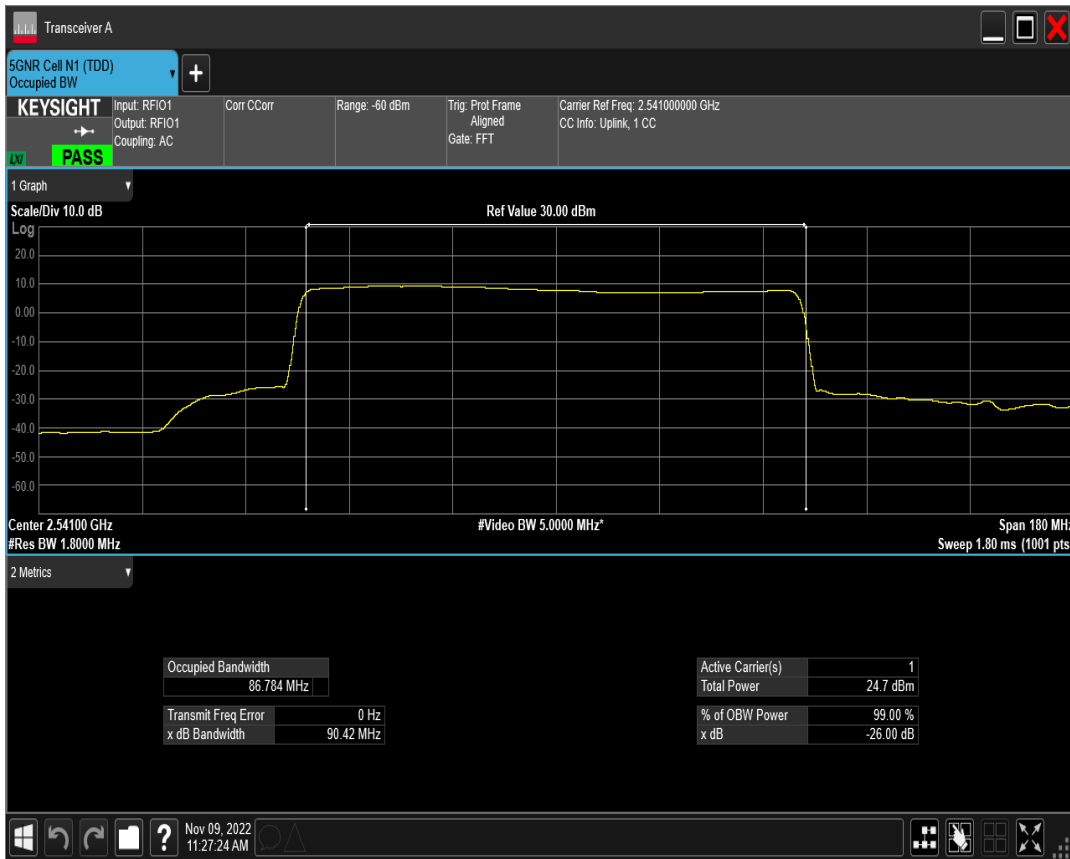 Transceiver A
5GNR Cell N1 (TDD)
Occupied BW
+
KEYSIGHT
LXI
PASS
Input: RFIO1
Output: RFIO1
Coupling: AC
Corr CCorr
Range: -60 dBm
Trig: Prot Frame
Aligned
Gate: FFT
Carrier Ref Freq: 2.541000000 GHz
CC Info: Uplink, 1 CC
1 Graph
Scale/Div 10.0 dB
Ref Value 30.00 dBm
Log
20.0
10.0
0.00
-10.0
-20.0
-30.0
-40.0
-50.0
-60.0
Center 2.54100 GHz
#Video BW 5.0000 MHz*
Span 180 MHz
#Res BW 1.8000 MHz
Sweep 1.80 ms (1001 pts
2 Metrics
Occupied Bandwidth
86.784 MHz
Transmit Freq Error 0 Hz
x dB Bandwidth 90.42 MHz
Active Carrier(s) 1
Total Power 24.7 dBm
% of OBW Power 99.00 %
x dB -26.00 dB
?
Nov 09, 2022
11:27:24 AM